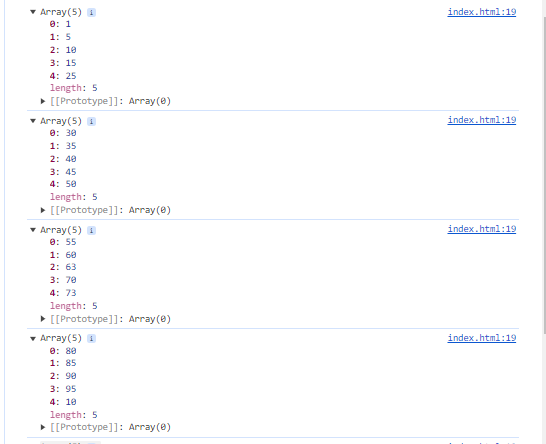 ▼ Array(5) i index.html:19
0: 1
1: 5
2: 10
3: 15
4: 25
length: 5
▶ [[Prototype]]: Array(0)
▼ Array(5) i index.html:19
0: 30
1: 35
2: 40
3: 45
4: 50
length: 5
▶ [[Prototype]]: Array(0)
▼ Array(5) i index.html:19
0: 55
1: 60
2: 63
3: 70
4: 73
length: 5
▶ [[Prototype]]: Array(0)
▼ Array(5) i index.html:19
0: 80
1: 85
2: 90
3: 95
4: 10
length: 5
▶ [[Prototype]]: Array(0)